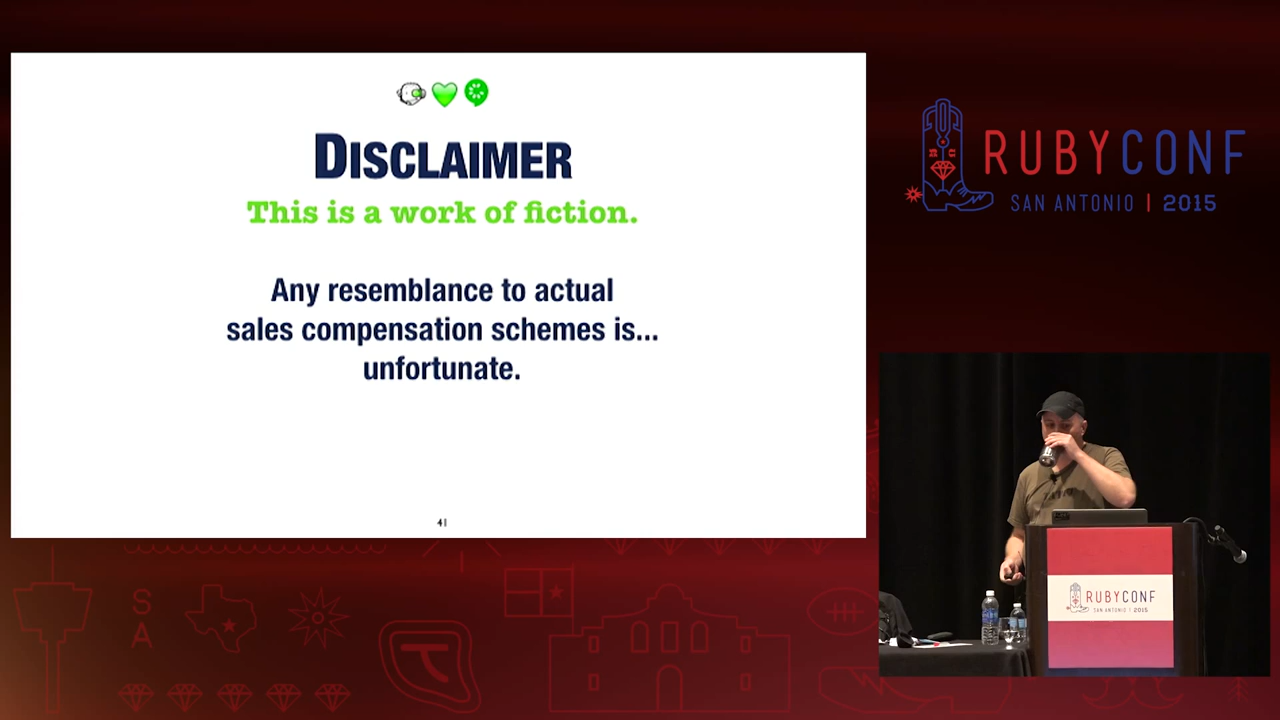 DISCLAIMER
This is a work of fiction.
Any resemblance to actual
sales compensation schemes is...
unfortunate.
41
RUBYCONF
SAN ANTONIO | 2015
RUBYCONF
SAN ANTONIO | 2015
S
A